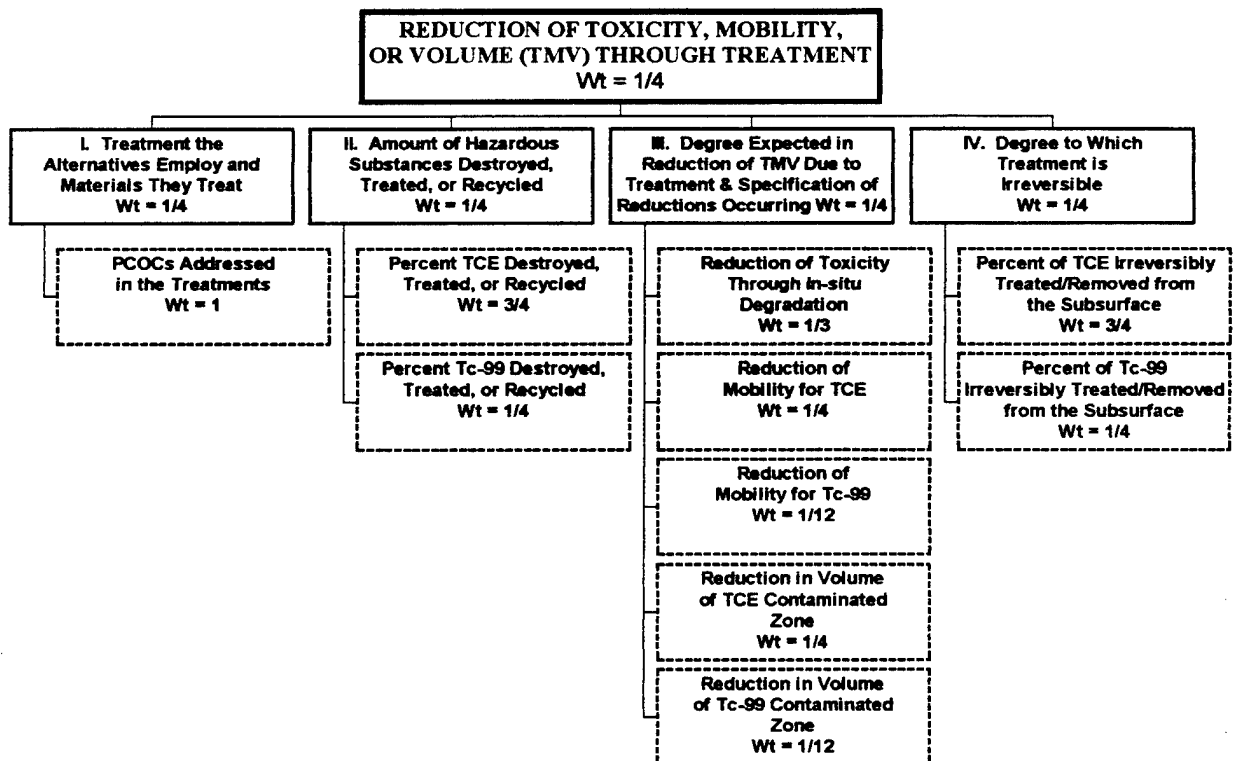 REDUCTION OF TOXICITY, MOBILITY,
OR VOLUME (TMV) THROUGH TREATMENT
Wt = 1/4
I. Treatment the
Alternatives Employ and
Materials They Treat
Wt = 1/4
PCOCs Addressed
in the Treatments
Wt = 1
II. Amount of Hazardous
Substances Destroyed,
Treated, or Recycled
Wt = 1/4
Percent TCE Destroyed,
Treated, or Recycled
Wt = 3/4
Percent Tc-99 Destroyed,
Treated, or Recycled
Wt = 1/4
III. Degree Expected in
Reduction of TMV Due to
Treatment & Specification of
Reductions Occurring Wt = 1/4
Reduction of Toxicity
Through In-situ
Degradation
Wt = 1/3
Reduction of
Mobility for TCE
Wt = 1/4
Reduction of
Mobility for Tc-99
Wt = 1/12
Reduction in Volume
of TCE Contaminated
Zone
Wt = 1/4
Reduction in Volume
of Tc-99 Contaminated
Zone
Wt = 1/12
IV. Degree to Which
Treatment is
Irreversible
Wt = 1/4
Percent of TCE Irreversibly
Treated/Removed from
the Subsurface
Wt = 3/4
Percent of Tc-99
Irreversibly Treated/Removed
from the Subsurface
Wt = 1/4